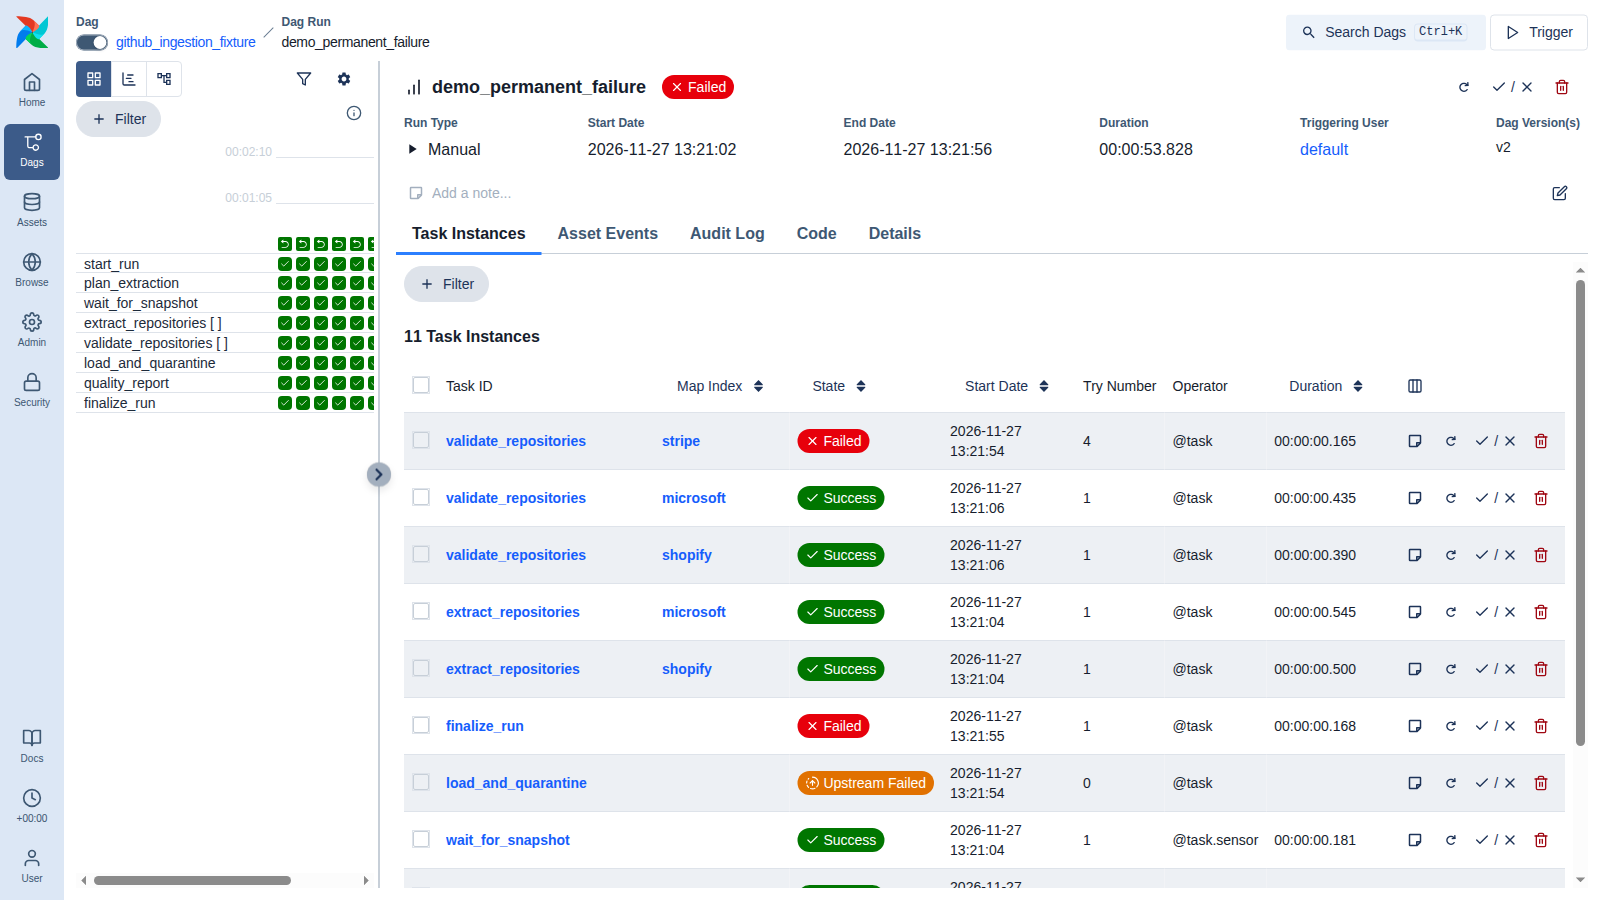 Dag
github_ingestion_fixture
/
Dag Run
demo_permanent_failure
Search Dags Ctrl+K
Trigger
Home
Dags
Assets
Browse
Admin
Security
Docs
+00:00
User
Filter
00:02:10
00:01:05
start_run
plan_extraction
wait_for_snapshot
extract_repositories [ ]
validate_repositories [ ]
load_and_quarantine
quality_report
finalize_run
demo_permanent_failure Failed
/
Run Type Start Date End Date Duration Triggering User Dag Version(s)
Manual 2026-11-27 13:21:02 2026-11-27 13:21:56 00:00:53.828 default v2
Add a note...
Task Instances Asset Events Audit Log Code Details
Filter
11 Task Instances
Task ID Map Index State Start Date Try Number Operator Duration
validate_repositories stripe Failed 2026-11-27 13:21:54 4 @task 00:00:00.165 /
validate_repositories microsoft Success 2026-11-27 13:21:06 1 @task 00:00:00.435 /
validate_repositories shopify Success 2026-11-27 13:21:06 1 @task 00:00:00.390 /
extract_repositories microsoft Success 2026-11-27 13:21:04 1 @task 00:00:00.545 /
extract_repositories shopify Success 2026-11-27 13:21:04 1 @task 00:00:00.500 /
finalize_run Failed 2026-11-27 13:21:55 1 @task 00:00:00.168 /
load_and_quarantine Upstream Failed 2026-11-27 13:21:54 0 @task /
wait_for_snapshot Success 2026-11-27 13:21:04 1 @task.sensor 00:00:00.181 /
2026-11-27